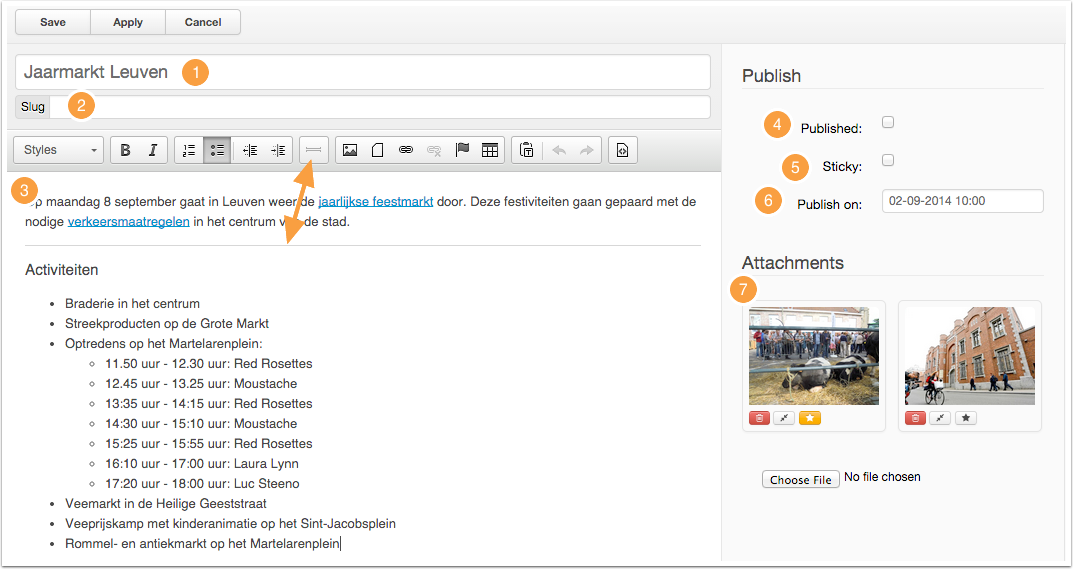 Save Apply Cancel
Jaarmarkt Leuven 1
Slug 2
Styles B I
3
op maandag 8 september gaat in Leuven weer de jaarlijkse feestmarkt door. Deze festiviteiten gaan gepaard met de
nodige verkeersmaatregelen in het centrum van de stad.
Activiteiten
• Braderie in het centrum
• Streekproducten op de Grote Markt
• Optredens op het Martelarenplein:
◦ 11.50 uur - 12.30 uur: Red Rosettes
◦ 12.45 uur - 13.25 uur: Moustache
◦ 13:35 uur - 14:15 uur: Red Rosettes
◦ 14:30 uur - 15:10 uur: Moustache
◦ 15:25 uur - 15:55 uur: Red Rosettes
◦ 16:10 uur - 17:00 uur: Laura Lynn
◦ 17:20 uur - 18:00 uur: Luc Steeno
• Veemarkt in de Heilige Geeststraat
• Veeprijskamp met kinderanimatie op het Sint-Jacobsplein
• Rommel- en antiekmarkt op het Martelarenplein
Publish
4 Published:
5 Sticky:
6 Publish on: 02-09-2014 10:00
Attachments
7
Choose File No file chosen